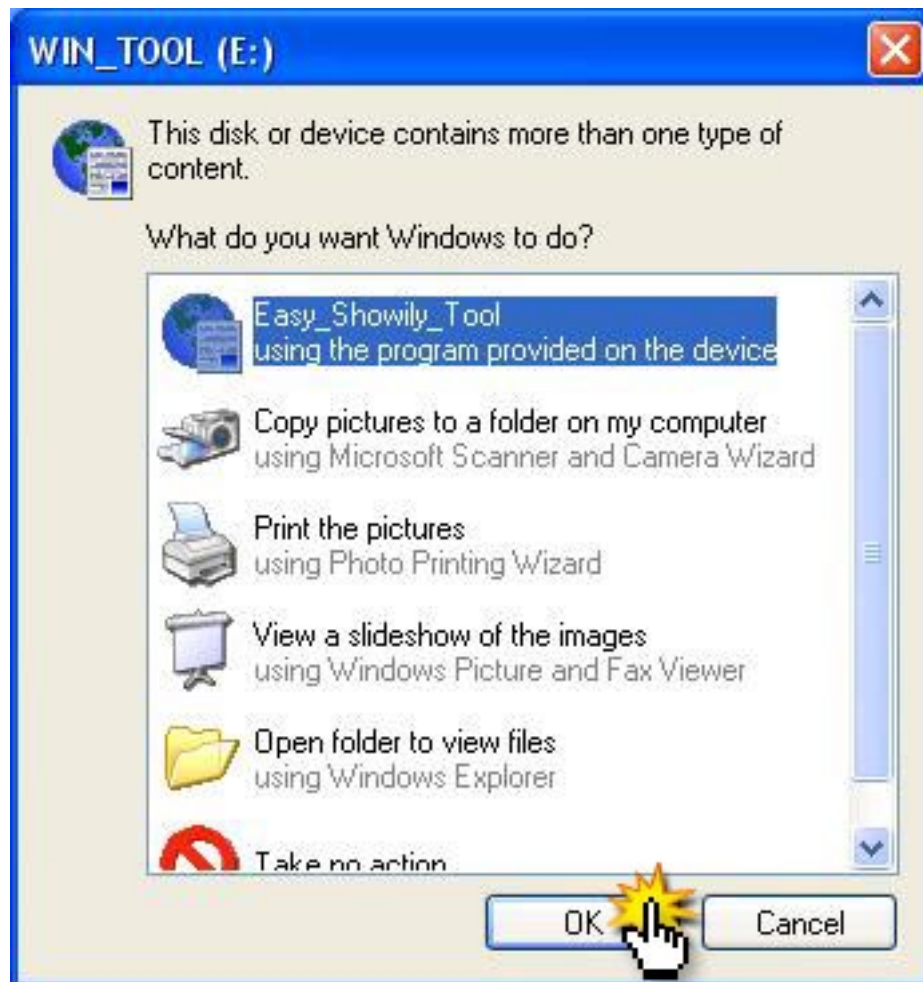 WIN_TOOL (E:)
This disk or device contains more than one type of
content.
What do you want Windows to do?
Easy_Showily_Tool
using the program provided on the device
Copy pictures to a folder on my computer
using Microsoft Scanner and Camera Wizard
Print the pictures
using Photo Printing Wizard
View a slideshow of the images
using Windows Picture and Fax Viewer
Open folder to view files
using Windows Explorer
Take no action
OK
Cancel